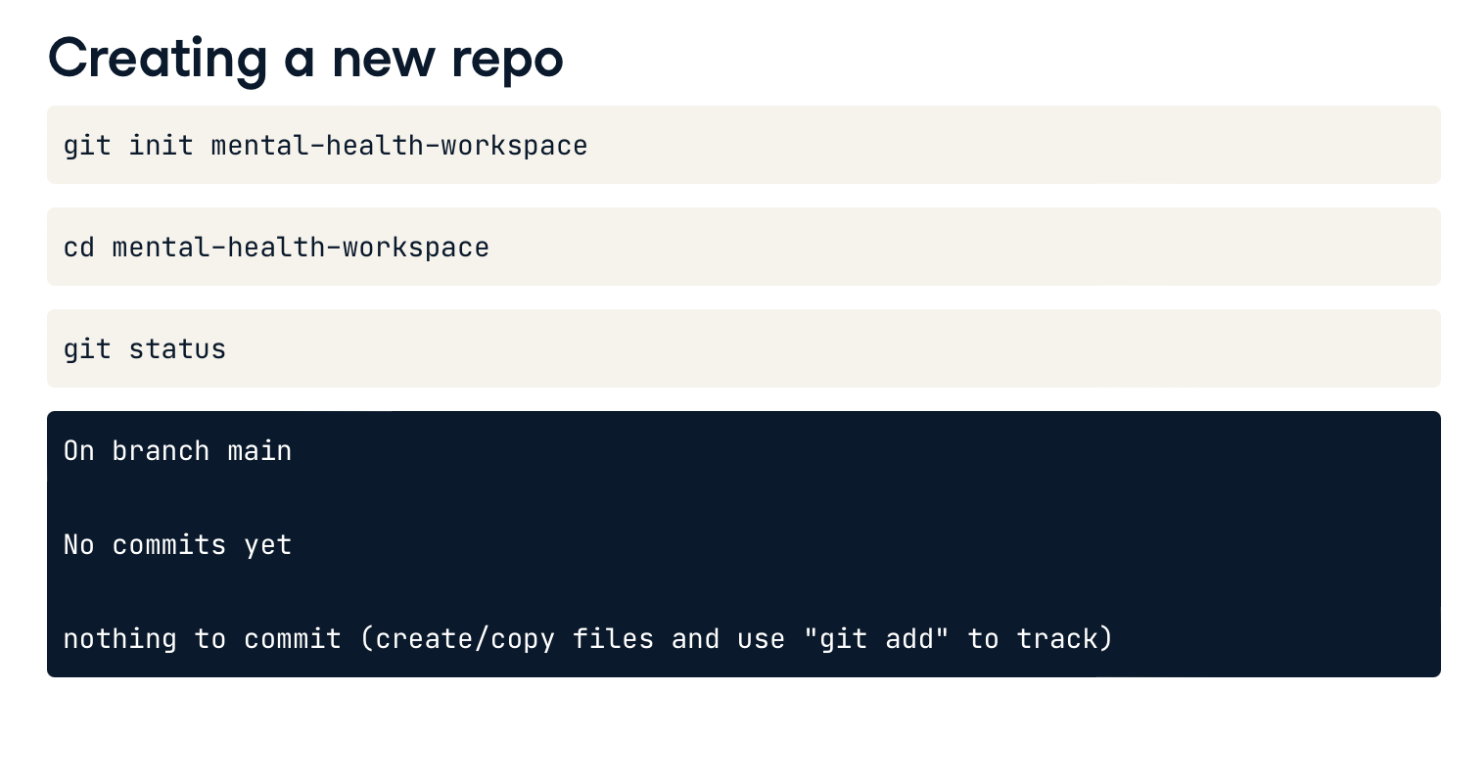 Creating a new repo
git init mental-health-workspace
cd mental-health-workspace
git status
On branch main
No commits yet
nothing to commit (create/copy files and use "git add" to track)